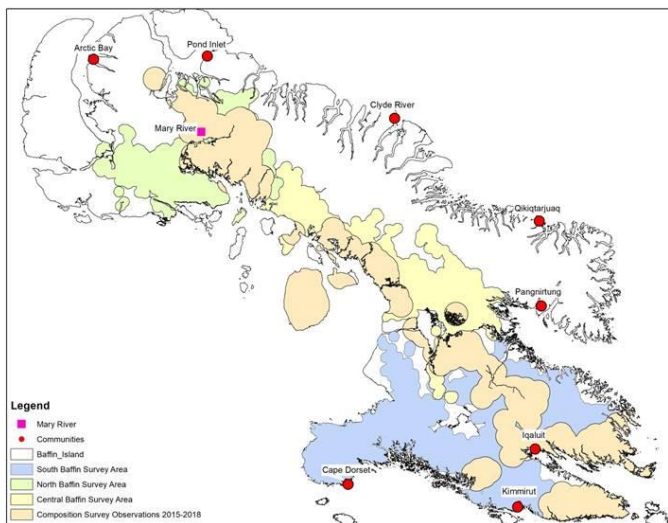 Arctic Bay
Pond Inlet
Clyde River
Mary River
Qikiqtarjuaq
Pangnirtung
Iqaluit
Cape Dorset
Kimmirut
Legend
Mary River
Communities
Baffin_Island
South Baffin Survey Area
North Baffin Survey Area
Central Baffin Survey Area
Composition Survey Observations 2015-2018